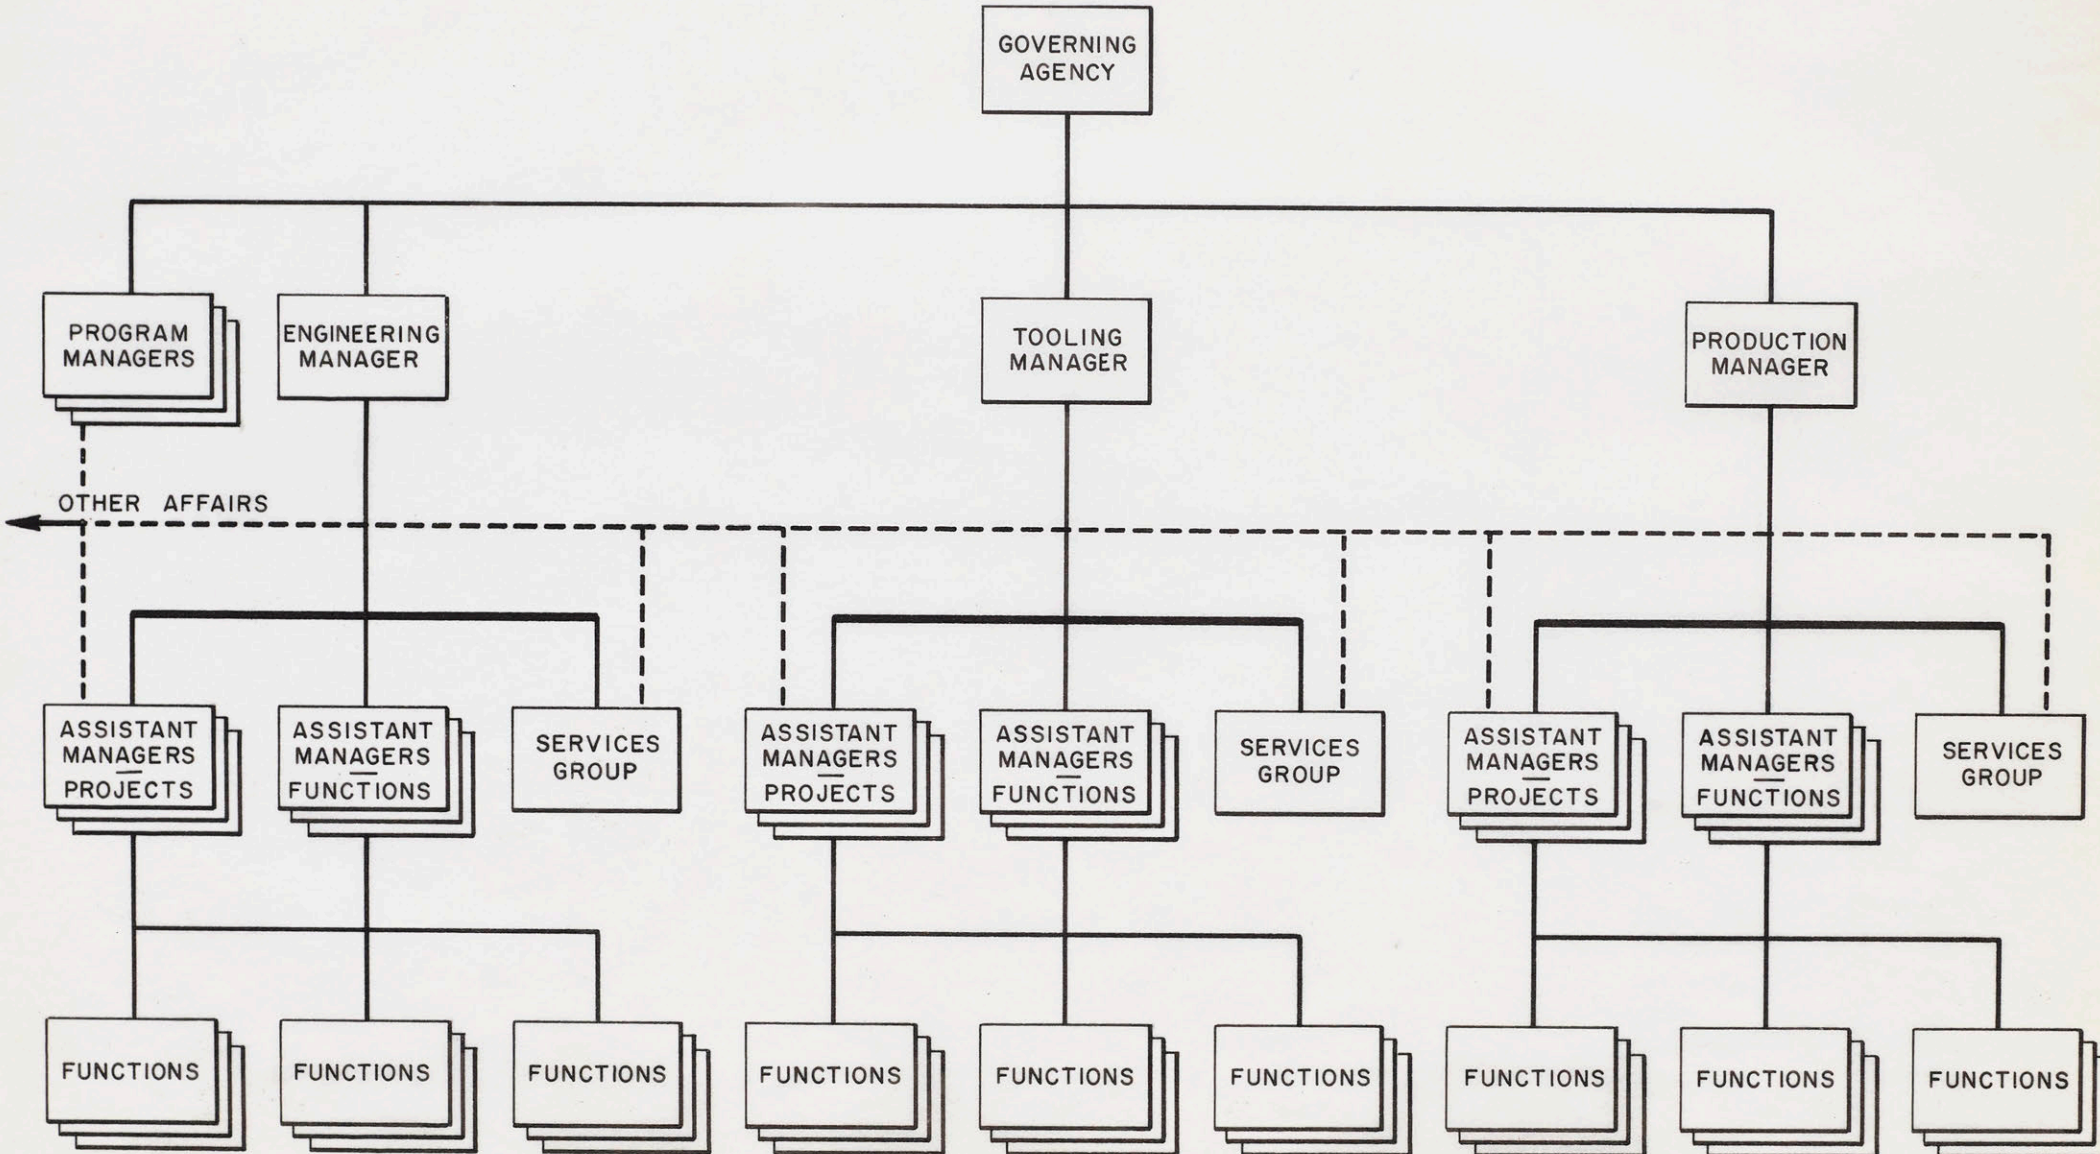 GOVERNING
AGENCY
PROGRAM
MANAGERS
ENGINEERING
MANAGER
TOOLING
MANAGER
PRODUCTION
MANAGER
OTHER AFFAIRS
ASSISTANT
MANAGERS
—
PROJECTS
ASSISTANT
MANAGERS
—
FUNCTIONS
SERVICES
GROUP
ASSISTANT
MANAGERS
—
PROJECTS
ASSISTANT
MANAGERS
—
FUNCTIONS
SERVICES
GROUP
ASSISTANT
MANAGERS
—
PROJECTS
ASSISTANT
MANAGERS
—
FUNCTIONS
SERVICES
GROUP
FUNCTIONS
FUNCTIONS
FUNCTIONS
FUNCTIONS
FUNCTIONS
FUNCTIONS
FUNCTIONS
FUNCTIONS
FUNCTIONS